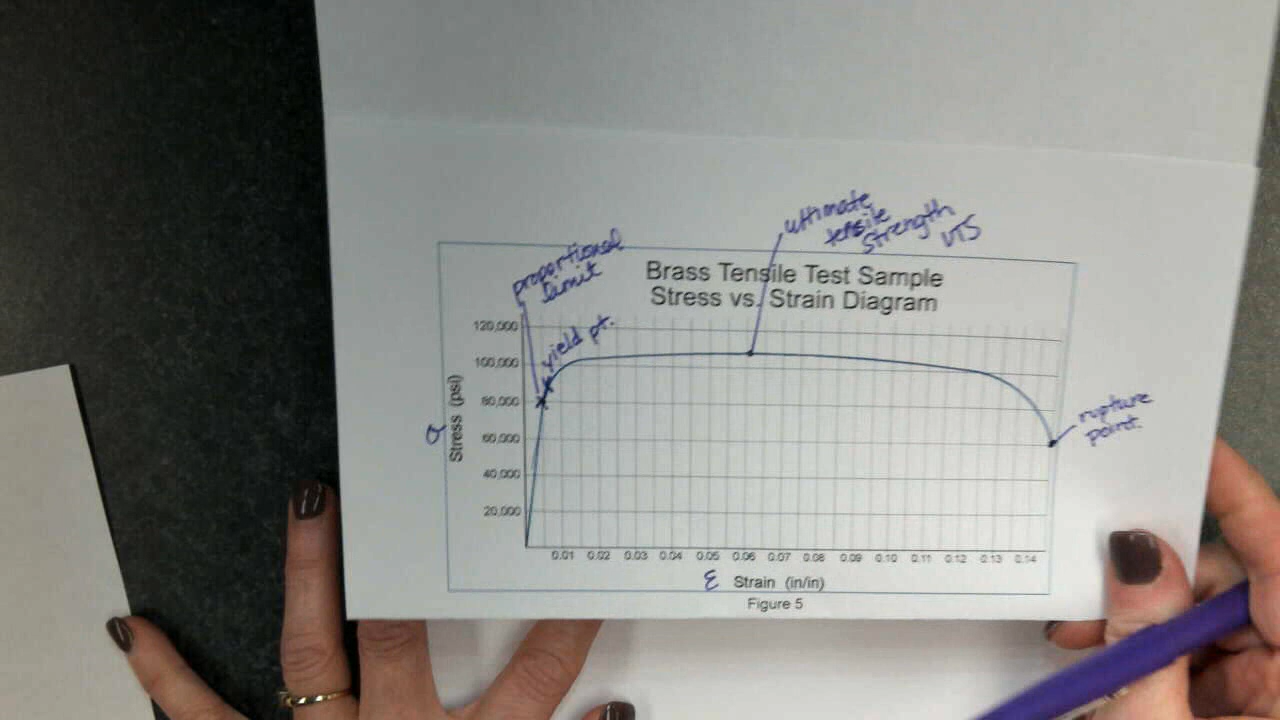 ultimate
tensile
strength
UTS
proportional
limit
Brass Tensile Test Sample
Stress vs. Strain Diagram
yield pt.
120,000
100,000
80,000
60,000
40,000
20,000
σ
Stress (psi)
rupture
point.
0.01 0.02 0.03 0.04 0.05 0.06 0.07 0.08 0.09 0.10 0.11 0.12 0.13 0.14
ε Strain (in/in)
Figure 5